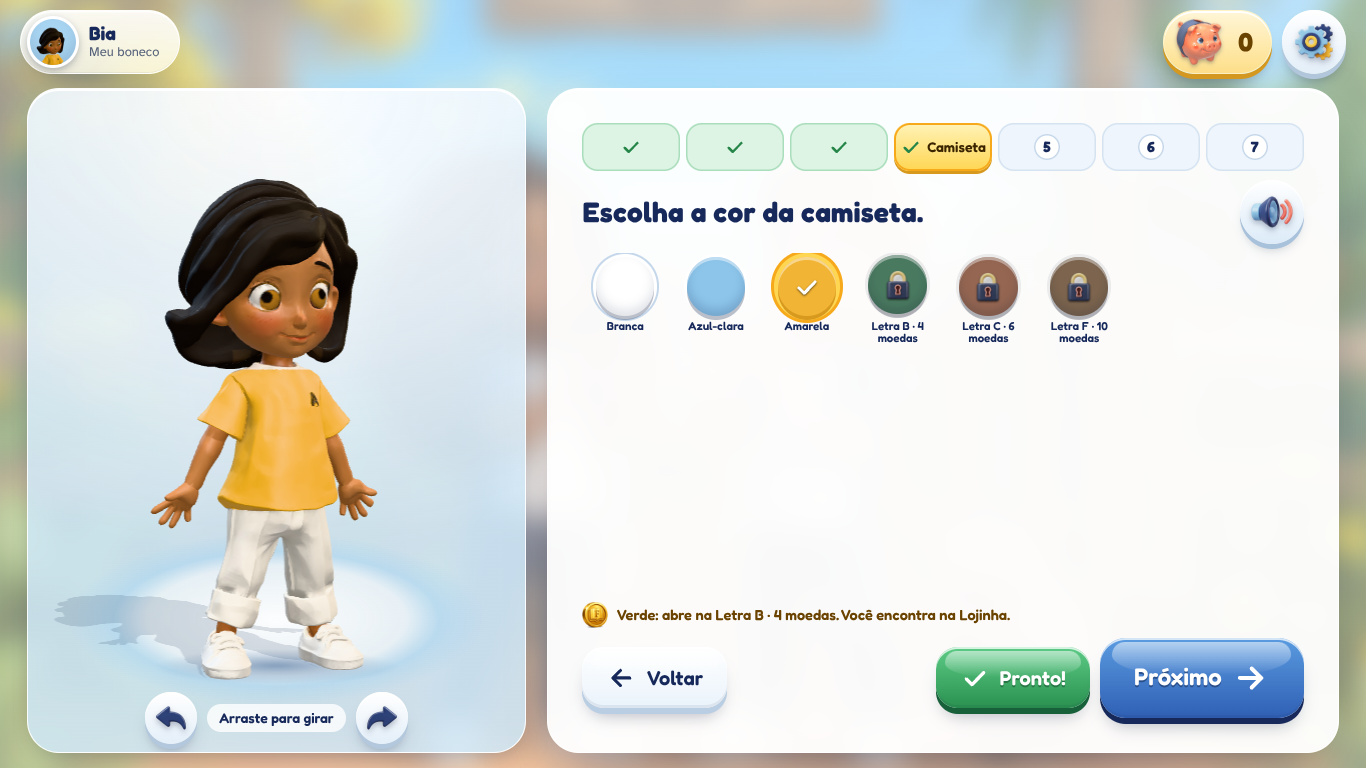 Bia
Meu boneco
0
Camiseta
5
6
7
Escolha a cor da camiseta.
Branca
Azul-clara
Amarela
Letra B · 4
moedas
Letra C · 6
moedas
Letra F · 10
moedas
A
Verde: abre na Letra B · 4 moedas. Você encontra na Lojinha.
Voltar
Pronto!
Próximo
Arraste para girar